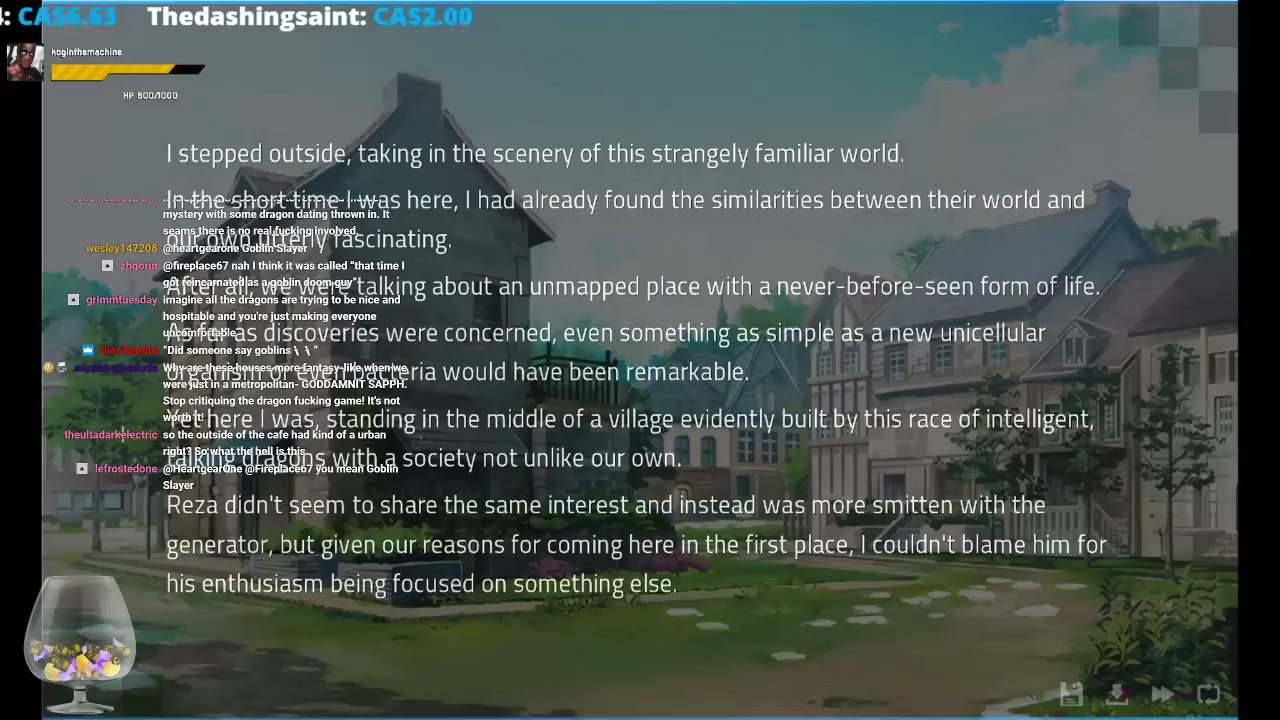 4: CA$6.63 Thedashingsaint: CA$2.00
koginthemachine
HP 600/1000
I stepped outside, taking in the scenery of this strangely familiar world.
In the short time I was here, I had already found the similarities between their world and
our own utterly fascinating.
After all, we were talking about an unmapped place with a never-before-seen form of life.
As far as discoveries were concerned, even something as simple as a new unicellular
organism or even bacteria would have been remarkable.
Yet here I was, standing in the middle of a village evidently built by this race of intelligent,
talking dragons with a society not unlike our own.
Reza didn't seem to share the same interest and instead was more smitten with the
generator, but given our reasons for coming here in the first place, I couldn't blame him for
his enthusiasm being focused on something else.
mystery with some dragon dating thrown in. It
seams there is no real fucking involved.
wesley147208 @heartgearone Goblin Slayer
zhgorin @fireplace67 nah I think it was called "that time I
got reincarnated as a goblin doom guy"
grimmtuesday imagine all the dragons are trying to be nice and
hospitable and you're just making everyone
uncomfortable
"Did someone say goblins \ \ "
Why are these houses more fantasy-like when we
were just in a metropolitan- GODDAMNIT SAPPH.
Stop critiquing the dragon fucking game! It's not
worth it!
theultadarkelectric so the outside of the cafe had kind of a urban
right? So what the hell is this
lefrostedone @HeartgearOne @Fireplace67 you mean Goblin
Slayer